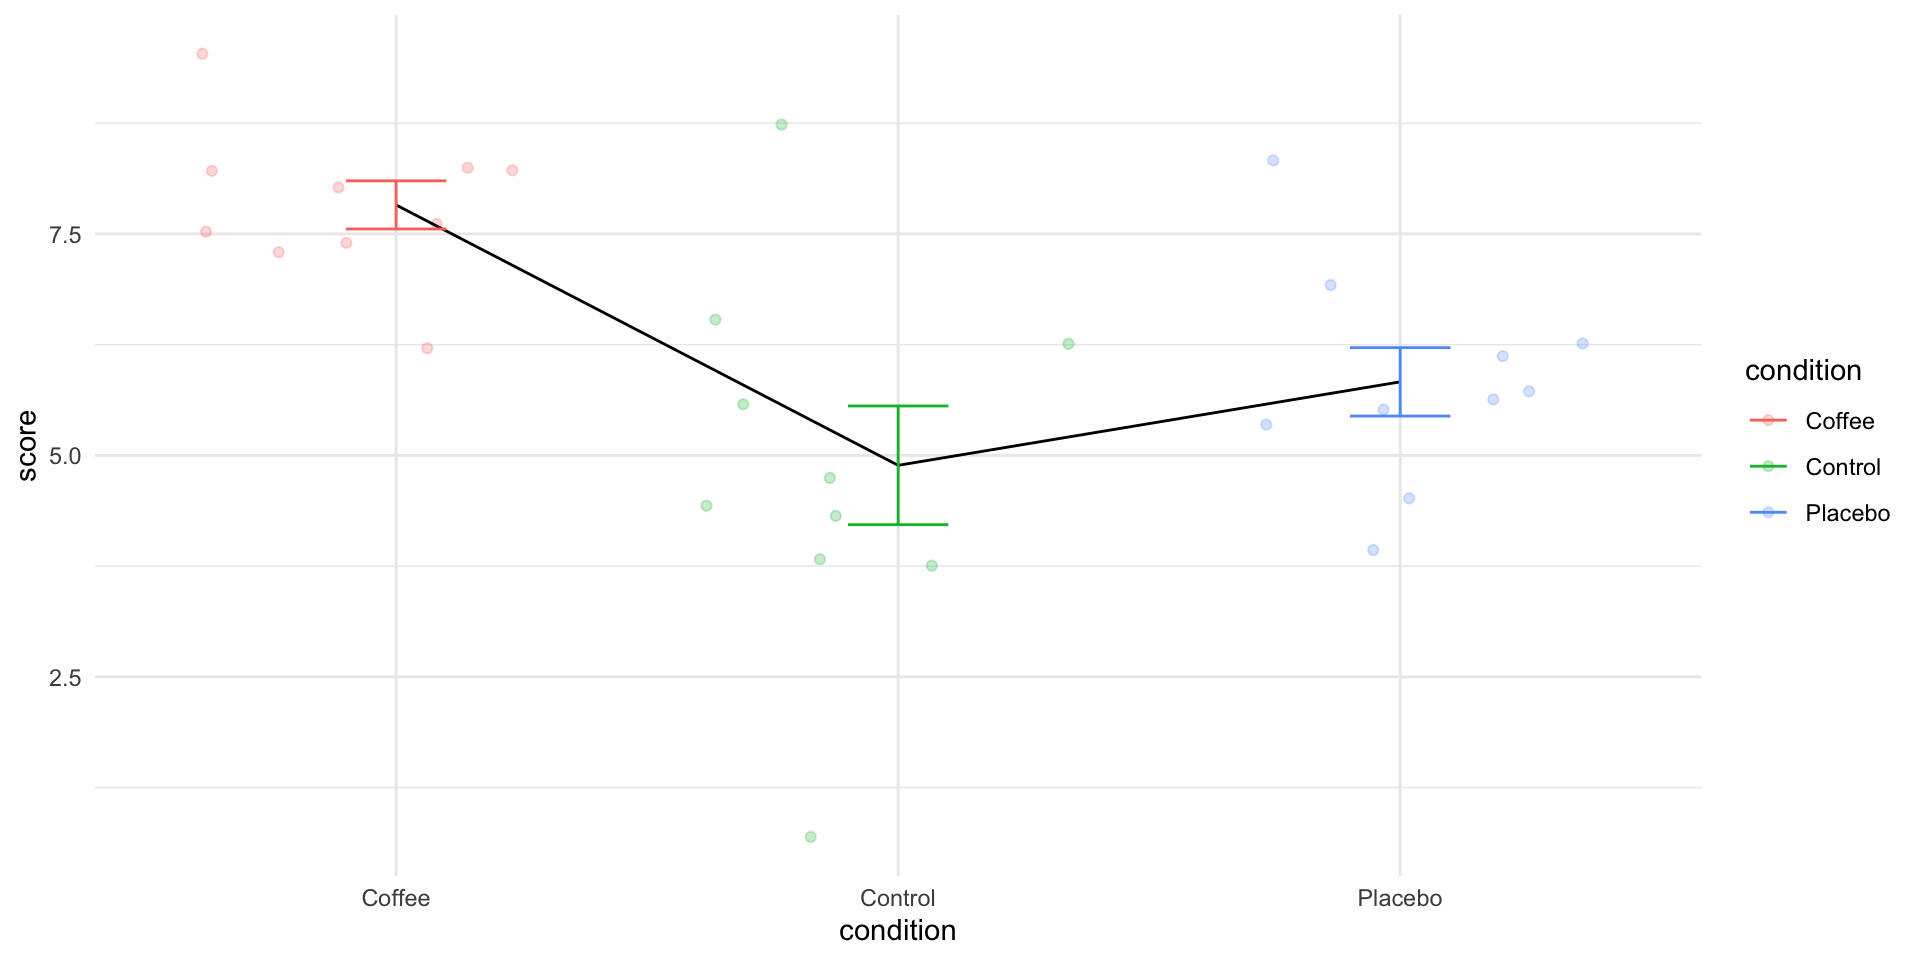 score
7.5
5.0
2.5
Coffee
Control
Placebo
condition
condition
Coffee
Control
Placebo